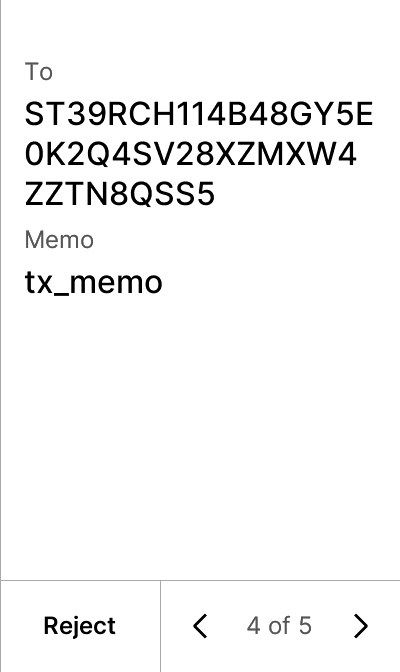 To
ST39RCH114B48GY5E
0K2Q4SV28XZMXW4
ZZTN8QSS5
Memo
tx_memo
Reject
4 of 5